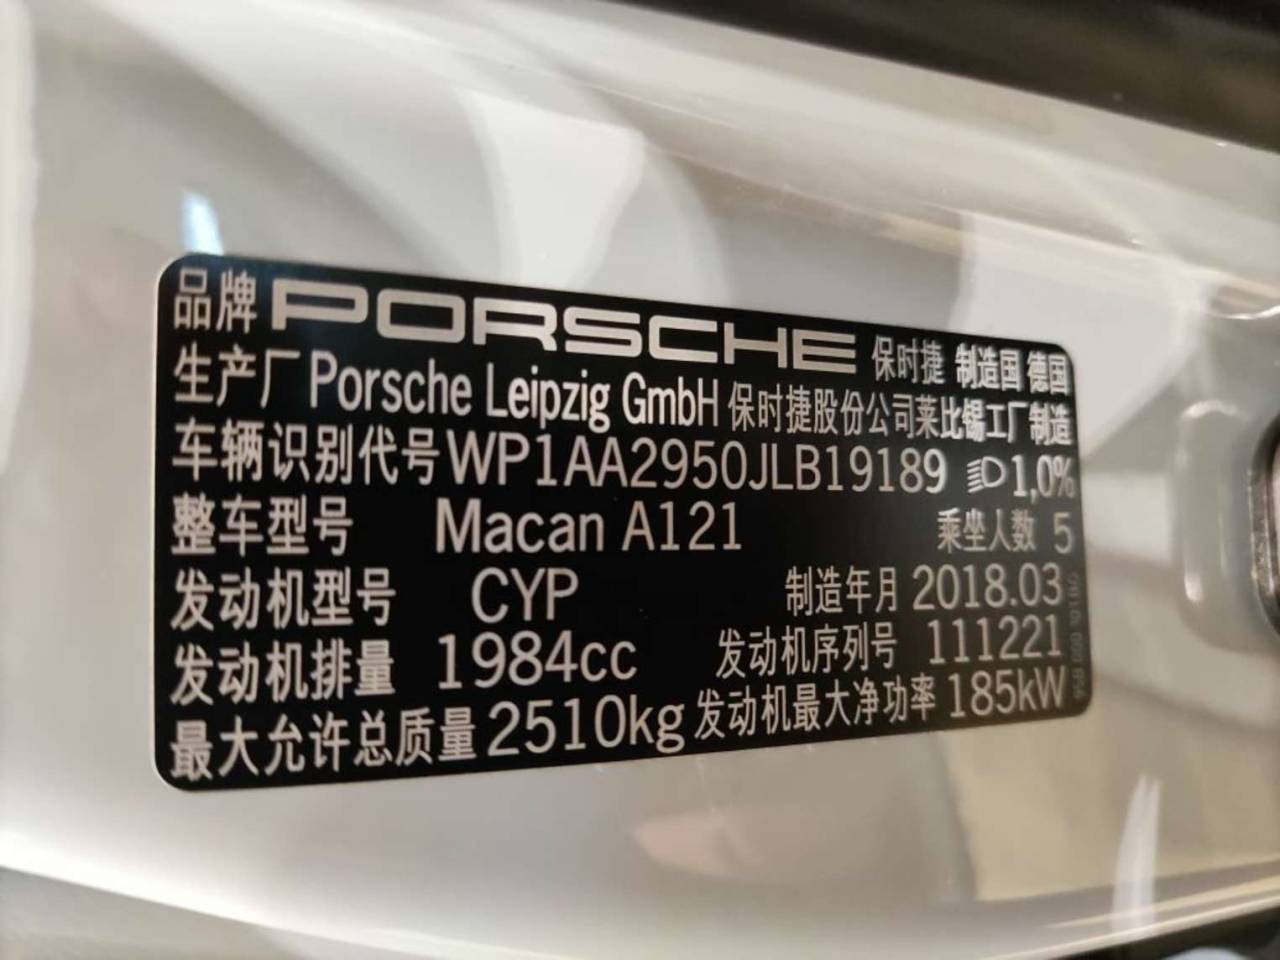 品牌 PORSCHE 保时捷 制造国 德国
生产厂 Porsche Leipzig GmbH 保时捷股份公司莱比锡工厂制造
车辆识别代号 WP1AA2950JLB19189 1,0%
整车型号 Macan A121 乘坐人数 5
发动机型号 CYP 制造年月 2018.03
发动机排量 1984cc 发动机序列号 111221
最大允许总质量 2510kg 发动机最大净功率 185kW